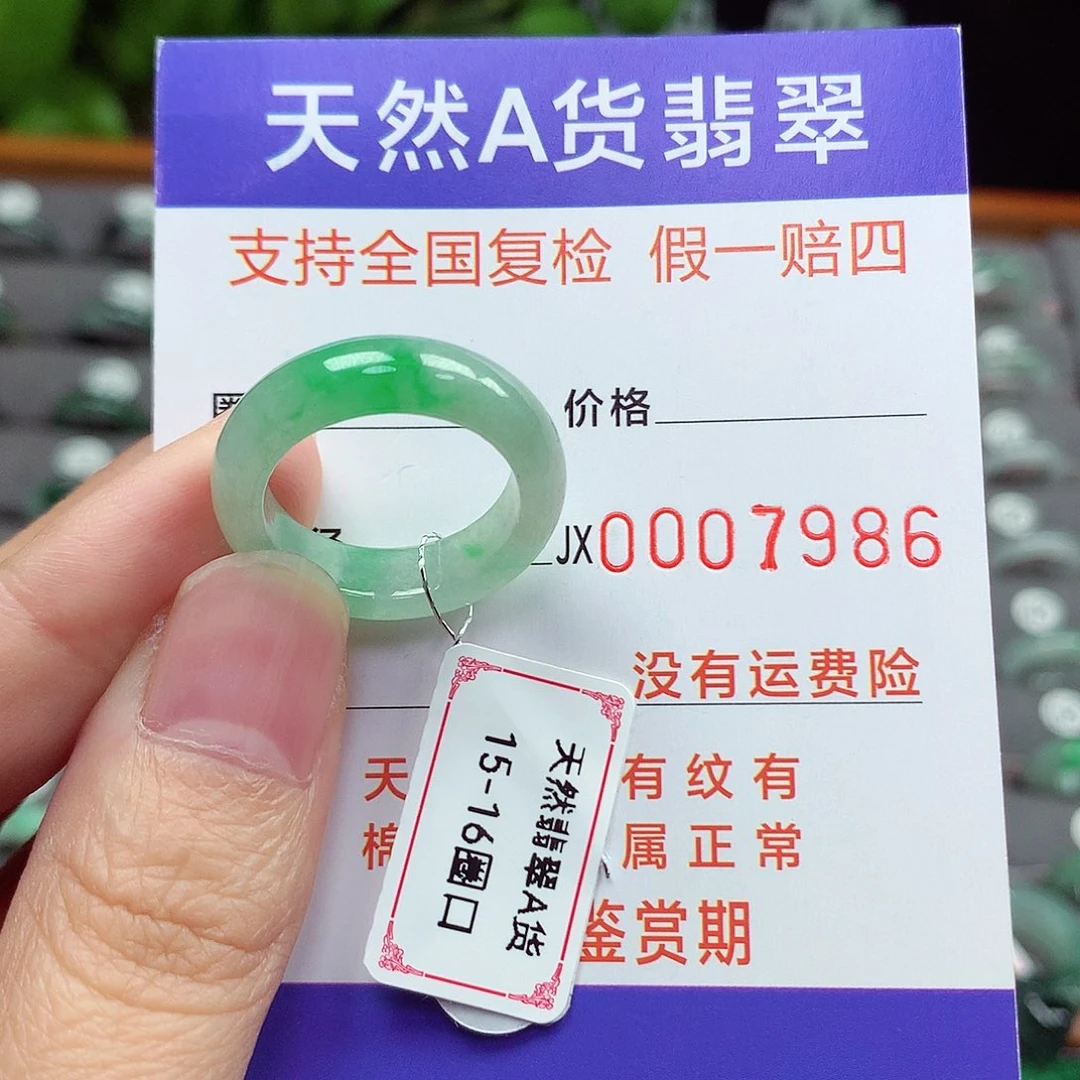 天然A货翡翠
支持全国复检 假一赔四
圈 价格
JX0007986
没有运费险
天 有纹有
棉 属正常
鉴赏期
天然翡翠A货
15-16圈口